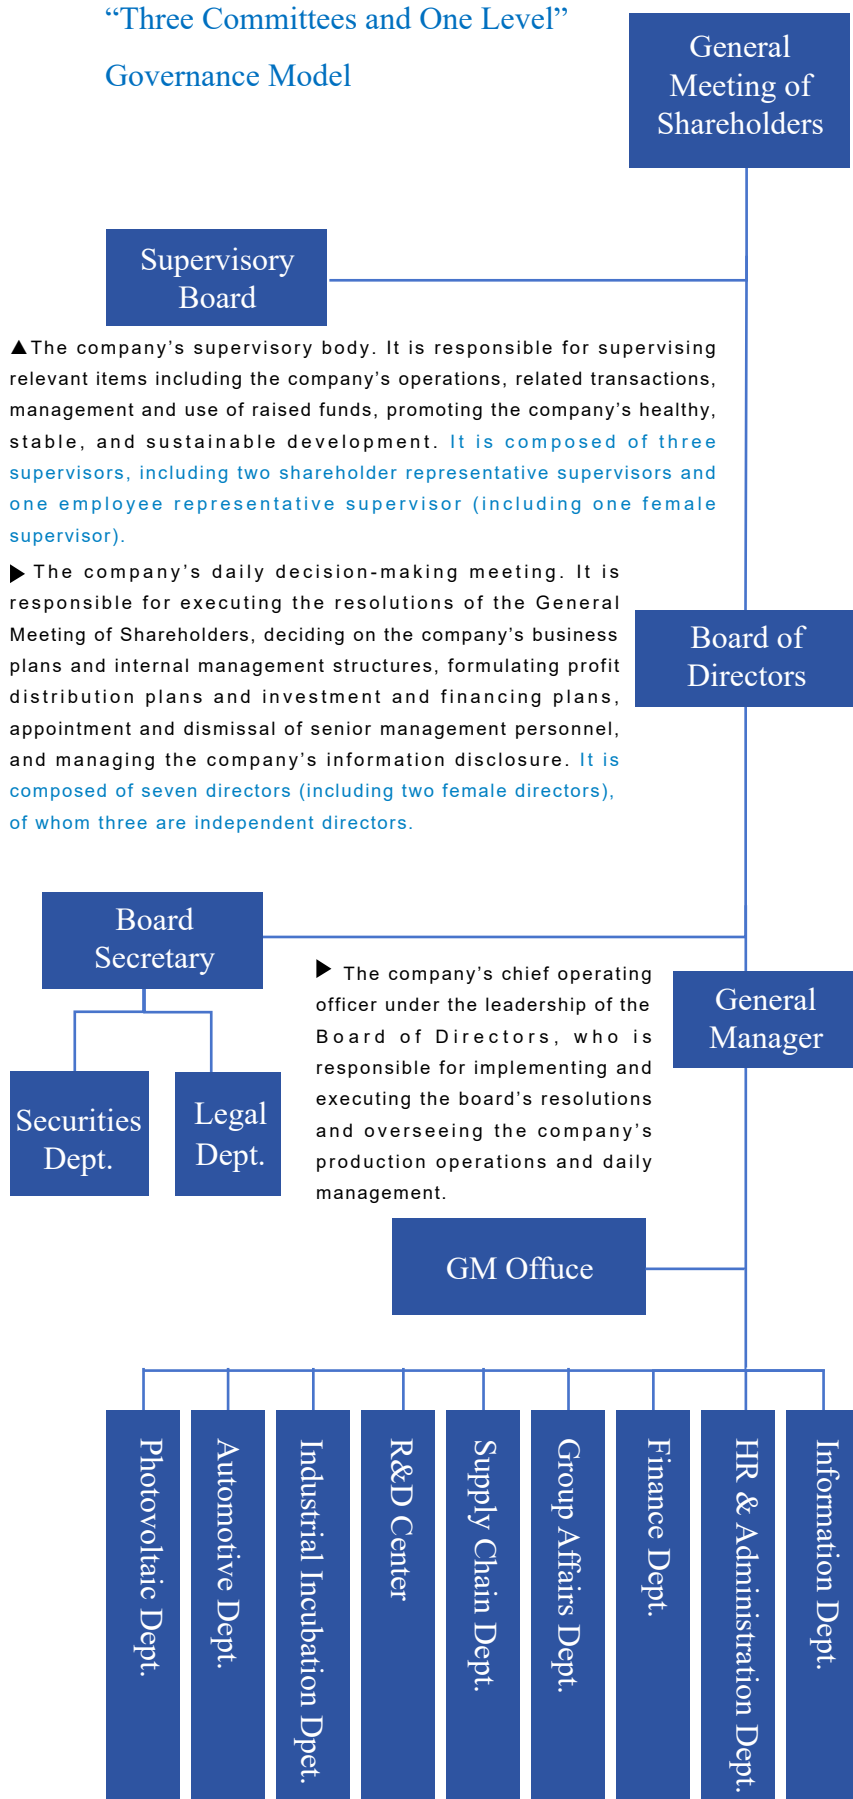 “Three Committees and One Level”
Governance Model
General
Meeting of
Shareholders
Supervisory
Board
▲The company’s supervisory body. It is responsible for supervising
relevant items including the company’s operations, related transactions,
management and use of raised funds, promoting the company’s healthy,
stable, and sustainable development. It is composed of three
supervisors, including two shareholder representative supervisors and
one employee representative supervisor (including one female
supervisor).
▶ The company’s daily decision-making meeting. It is
responsible for executing the resolutions of the General
Meeting of Shareholders, deciding on the company’s business
plans and internal management structures, formulating profit
distribution plans and investment and financing plans,
appointment and dismissal of senior management personnel,
and managing the company’s information disclosure. It is
composed of seven directors (including two female directors),
of whom three are independent directors.
Board of
Directors
Board
Secretary
▶ The company’s chief operating
officer under the leadership of the
Board of Directors, who is
responsible for implementing and
executing the board’s resolutions
and overseeing the company’s
production operations and daily
management.
General
Manager
Securities
Dept.
Legal
Dept.
GM Offuce
Photovoltaic Dept.
Automotive Dept.
Industrial Incubation Dpet.
R&D Center
Supply Chain Dept.
Group Affairs Dept.
Finance Dept.
HR & Administration Dept.
Information Dept.